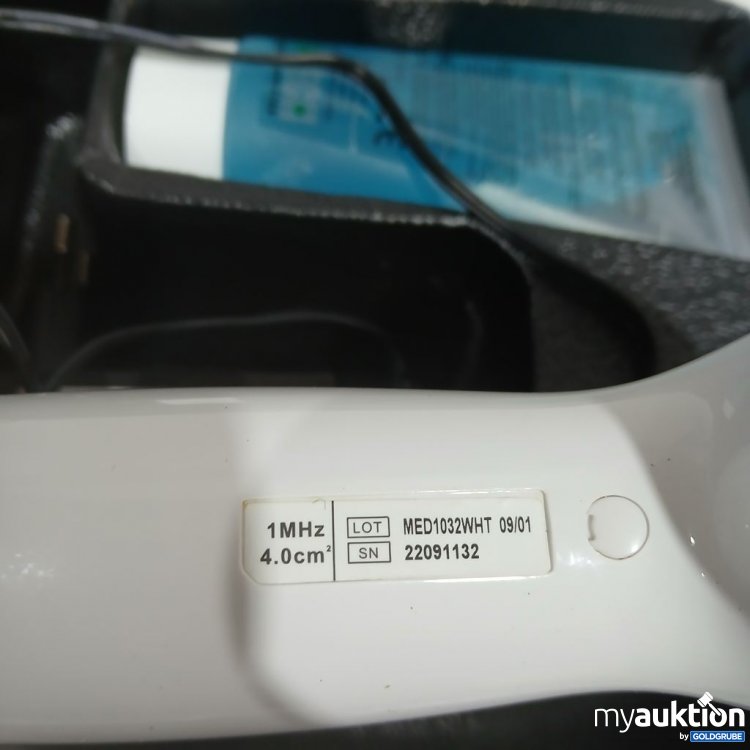 1MHz
4.0cm²
LOT MED1032WHT 09/01
SN 22091132
myauktion
by GOLDGRUBE